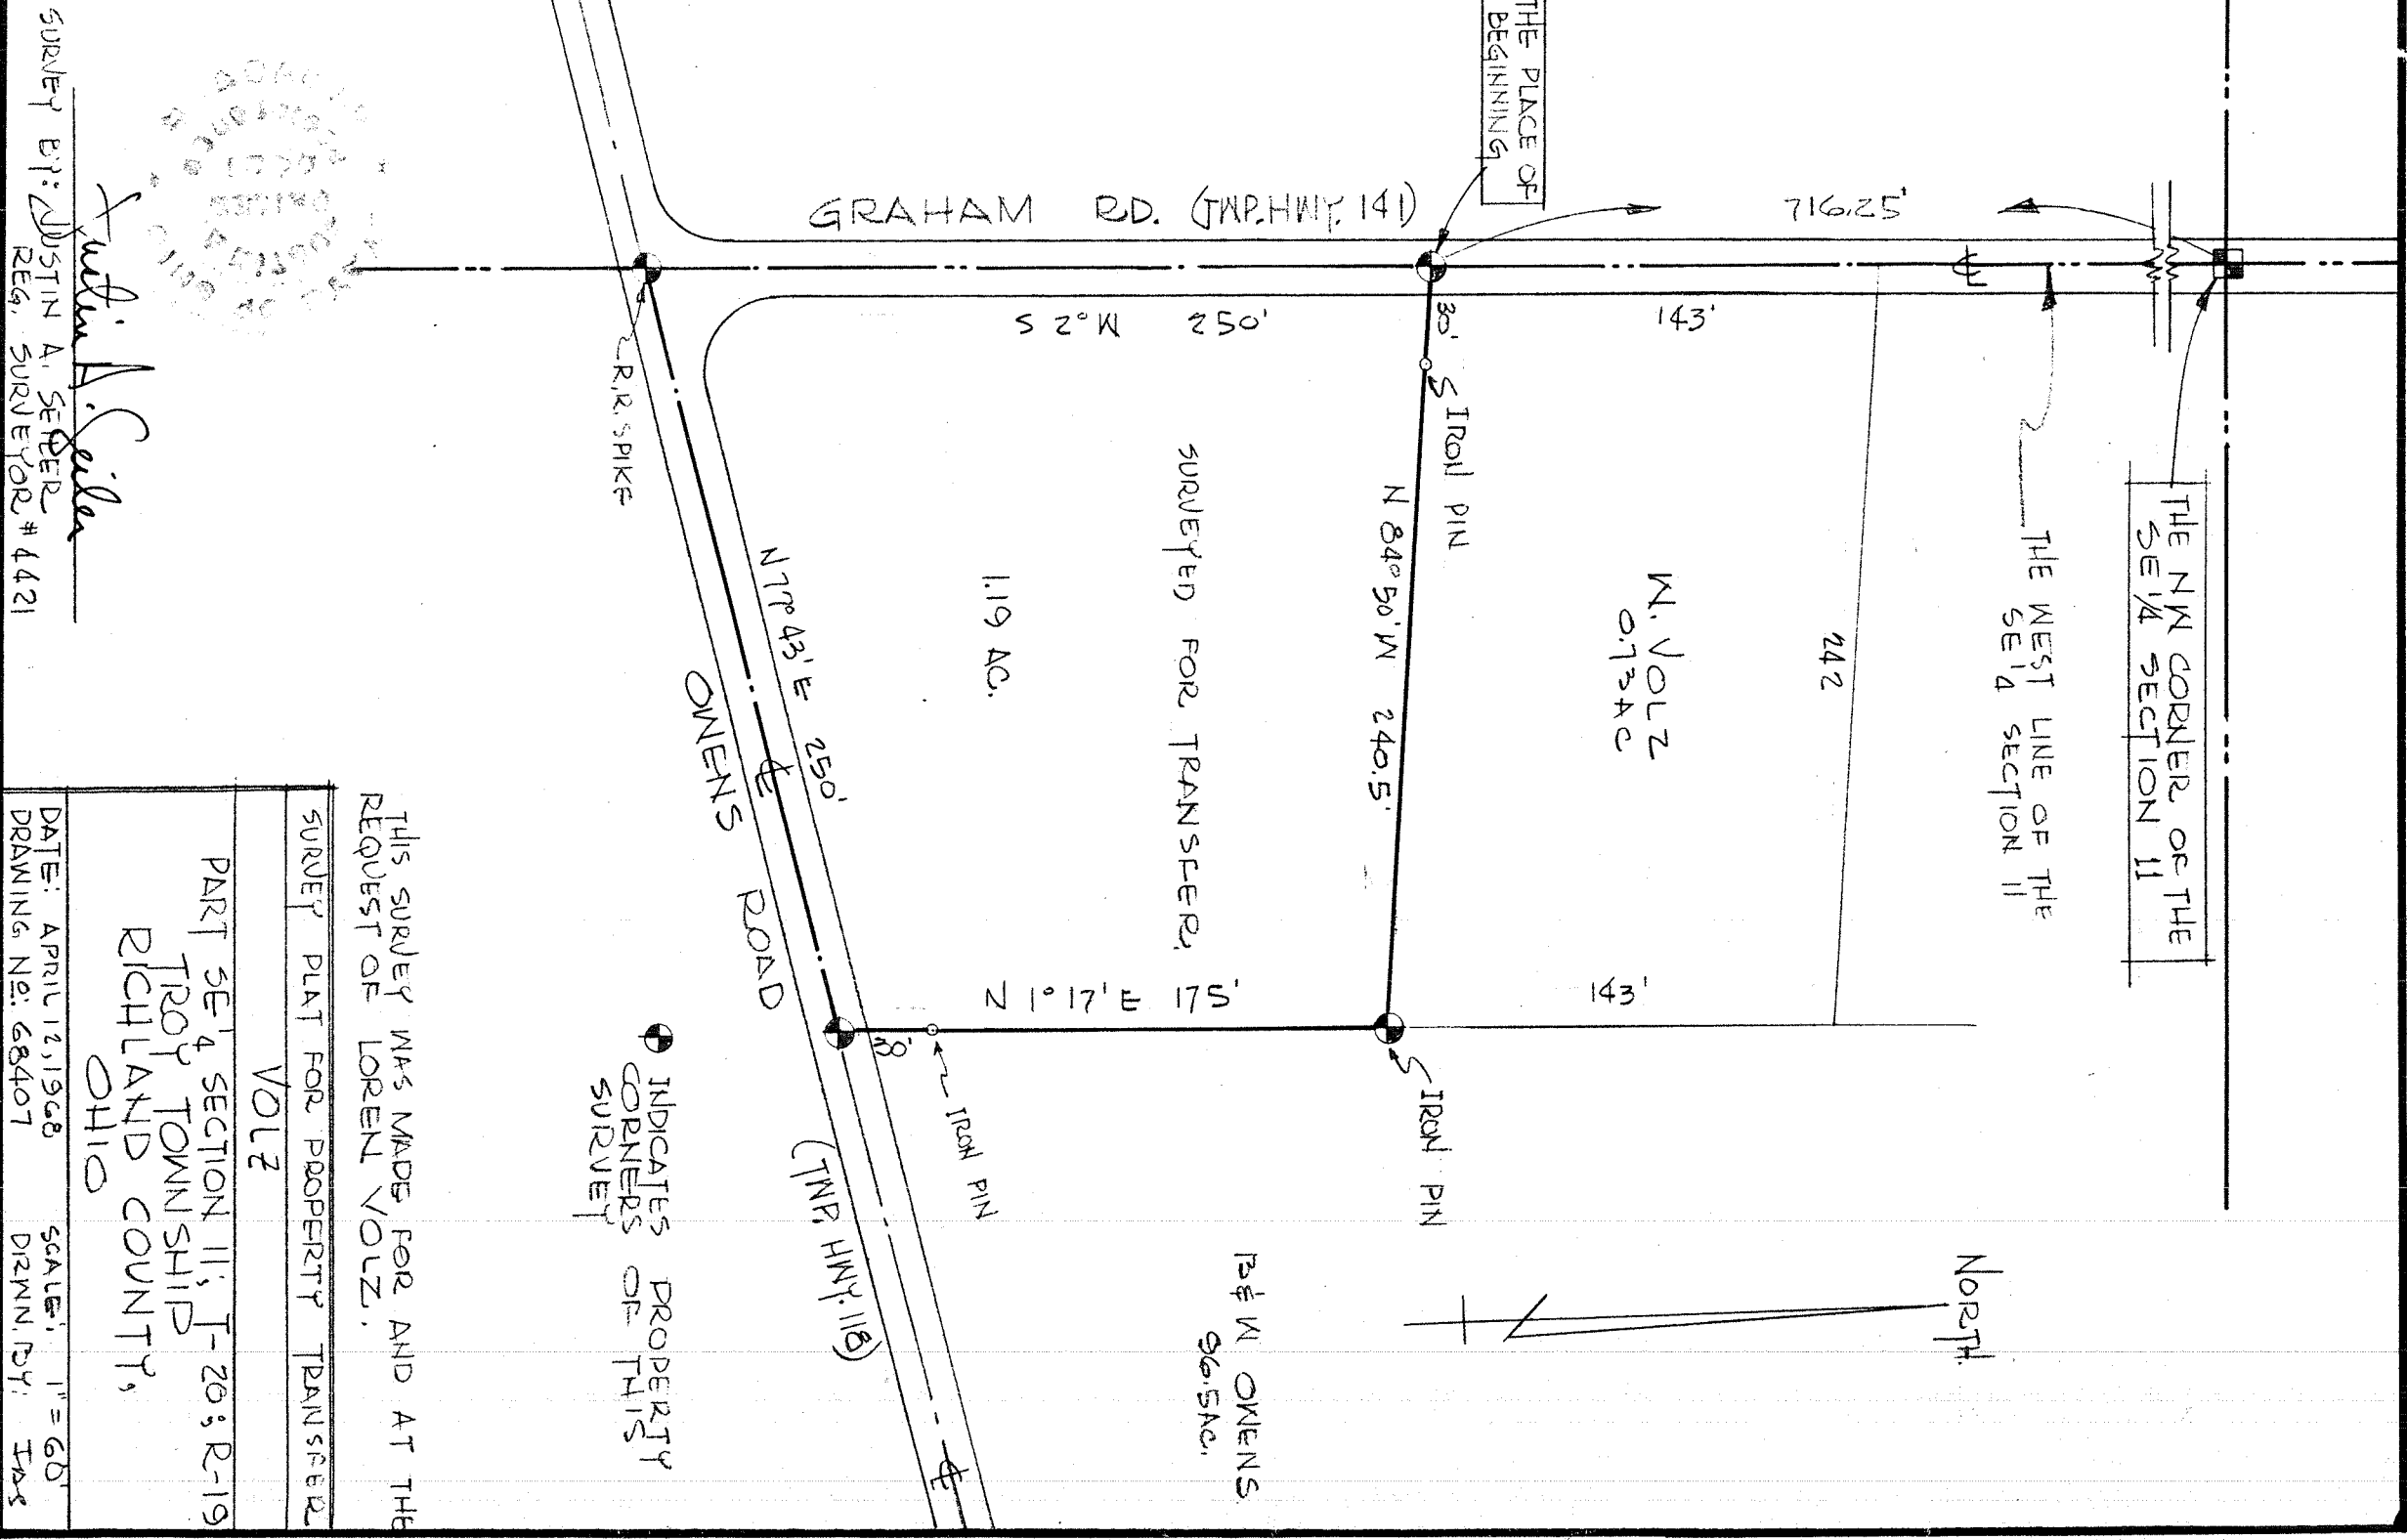 THE PLACE OF
BEGINNING
GRAHAM RD. (TWP. HWY. 141)
716.25'
THE NW CORNER OF THE
SE 1/4 SECTION 11
THE WEST LINE OF THE
SE 1/4 SECTION 11
143'
242
W. VOLZ
0.73 AC
30'
IRON PIN
N 84° 50' W 240.5'
S 2° W 250'
SURVEYED FOR TRANSFER.
1.19 AC.
R.R. SPIKE
N 77° 43' E 250'
OWENS ROAD (TWP. HWY. 118)
N 1° 17' E 175'
143'
IRON PIN
IRON PIN
B & W OWENS
96.5 AC.
NORTH
INDICATES PROPERTY
CORNERS OF THIS
SURVEY
THIS SURVEY WAS MADE FOR AND AT THE
REQUEST OF LOREN VOLZ.
SURVEY PLAT FOR PROPERTY TRANSFER
VOLZ
PART SE 1/4 SECTION 11; T-20; R-19
TROY TOWNSHIP
RICHLAND COUNTY,
OHIO
DATE: APRIL 12, 1968 SCALE: 1" = 60'
DRAWING No: 68407 DRWN. BY: JAS
Justin A. Seiler
SURVEY BY: JUSTIN A. SEILER
REG. SURVEYOR #4421